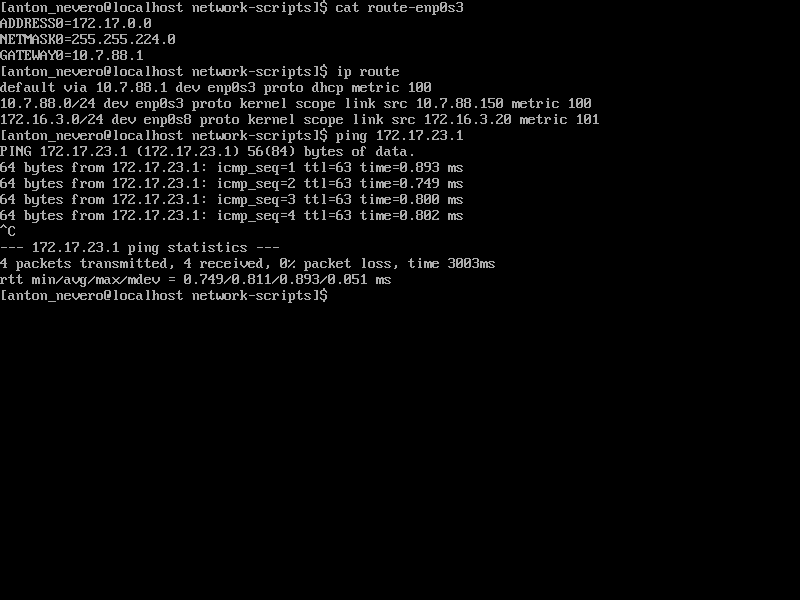 [anton_nevero@localhost network-scripts]$ cat route-enp0s3
ADDRESS0=172.17.0.0
NETMASK0=255.255.224.0
GATEWAY0=10.7.88.1
[anton_nevero@localhost network-scripts]$ ip route
default via 10.7.88.1 dev enp0s3 proto dhcp metric 100
10.7.88.0/24 dev enp0s3 proto kernel scope link src 10.7.88.150 metric 100
172.16.3.0/24 dev enp0s8 proto kernel scope link src 172.16.3.20 metric 101
[anton_nevero@localhost network-scripts]$ ping 172.17.23.1
PING 172.17.23.1 (172.17.23.1) 56(84) bytes of data.
64 bytes from 172.17.23.1: icmp_seq=1 ttl=63 time=0.893 ms
64 bytes from 172.17.23.1: icmp_seq=2 ttl=63 time=0.749 ms
64 bytes from 172.17.23.1: icmp_seq=3 ttl=63 time=0.800 ms
64 bytes from 172.17.23.1: icmp_seq=4 ttl=63 time=0.802 ms
^C
--- 172.17.23.1 ping statistics ---
4 packets transmitted, 4 received, 0% packet loss, time 3003ms
rtt min/avg/max/mdev = 0.749/0.811/0.893/0.051 ms
[anton_nevero@localhost network-scripts]$